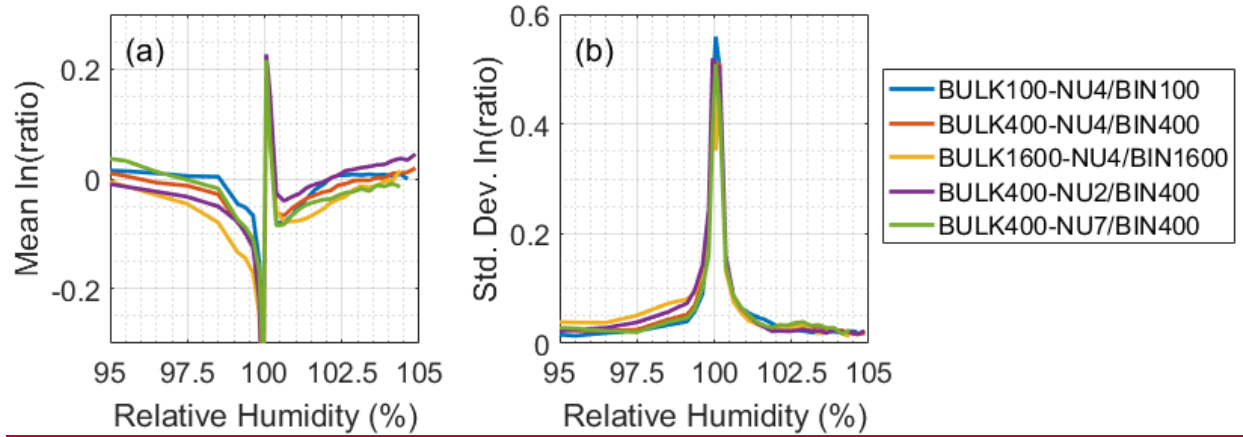 (a)
0.2
0
-0.2
Mean ln(ratio)
95 97.5 100 102.5 105
Relative Humidity (%)
(b)
0.6
0.4
0.2
0
Std. Dev. ln(ratio)
95 97.5 100 102.5 105
Relative Humidity (%)
BULK100-NU4/BIN100
BULK400-NU4/BIN400
BULK1600-NU4/BIN1600
BULK400-NU2/BIN400
BULK400-NU7/BIN400